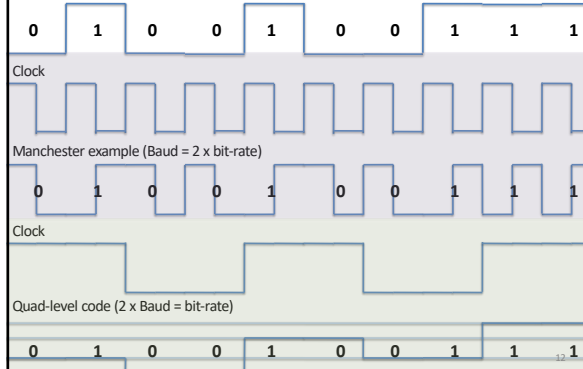 0 1 0 0 1 0 0 1 1 1
Clock
Manchester example (Baud = 2 x bit-rate)
0 1 0 0 1 0 0 1 1 1
Clock
Quad-level code (2 x Baud = bit-rate)
0 1 0 0 1 0 0 1 1 1
12